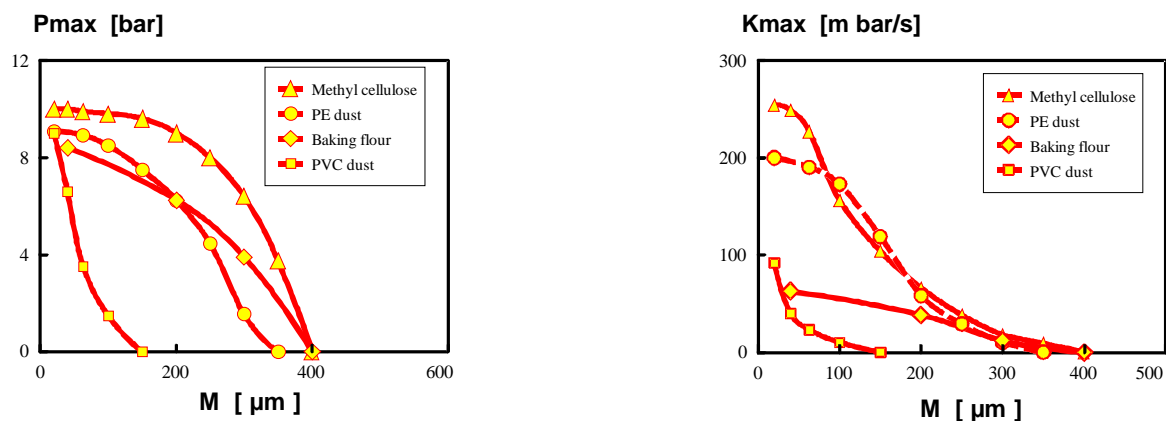 Pmax [bar]
12
8
4
0
0
200
400
600
M [ µm ]
Methyl cellulose
PE dust
Baking flour
PVC dust
Kmax [m bar/s]
300
200
100
0
0
100
200
300
400
500
M [ µm ]
Methyl cellulose
PE dust
Baking flour
PVC dust